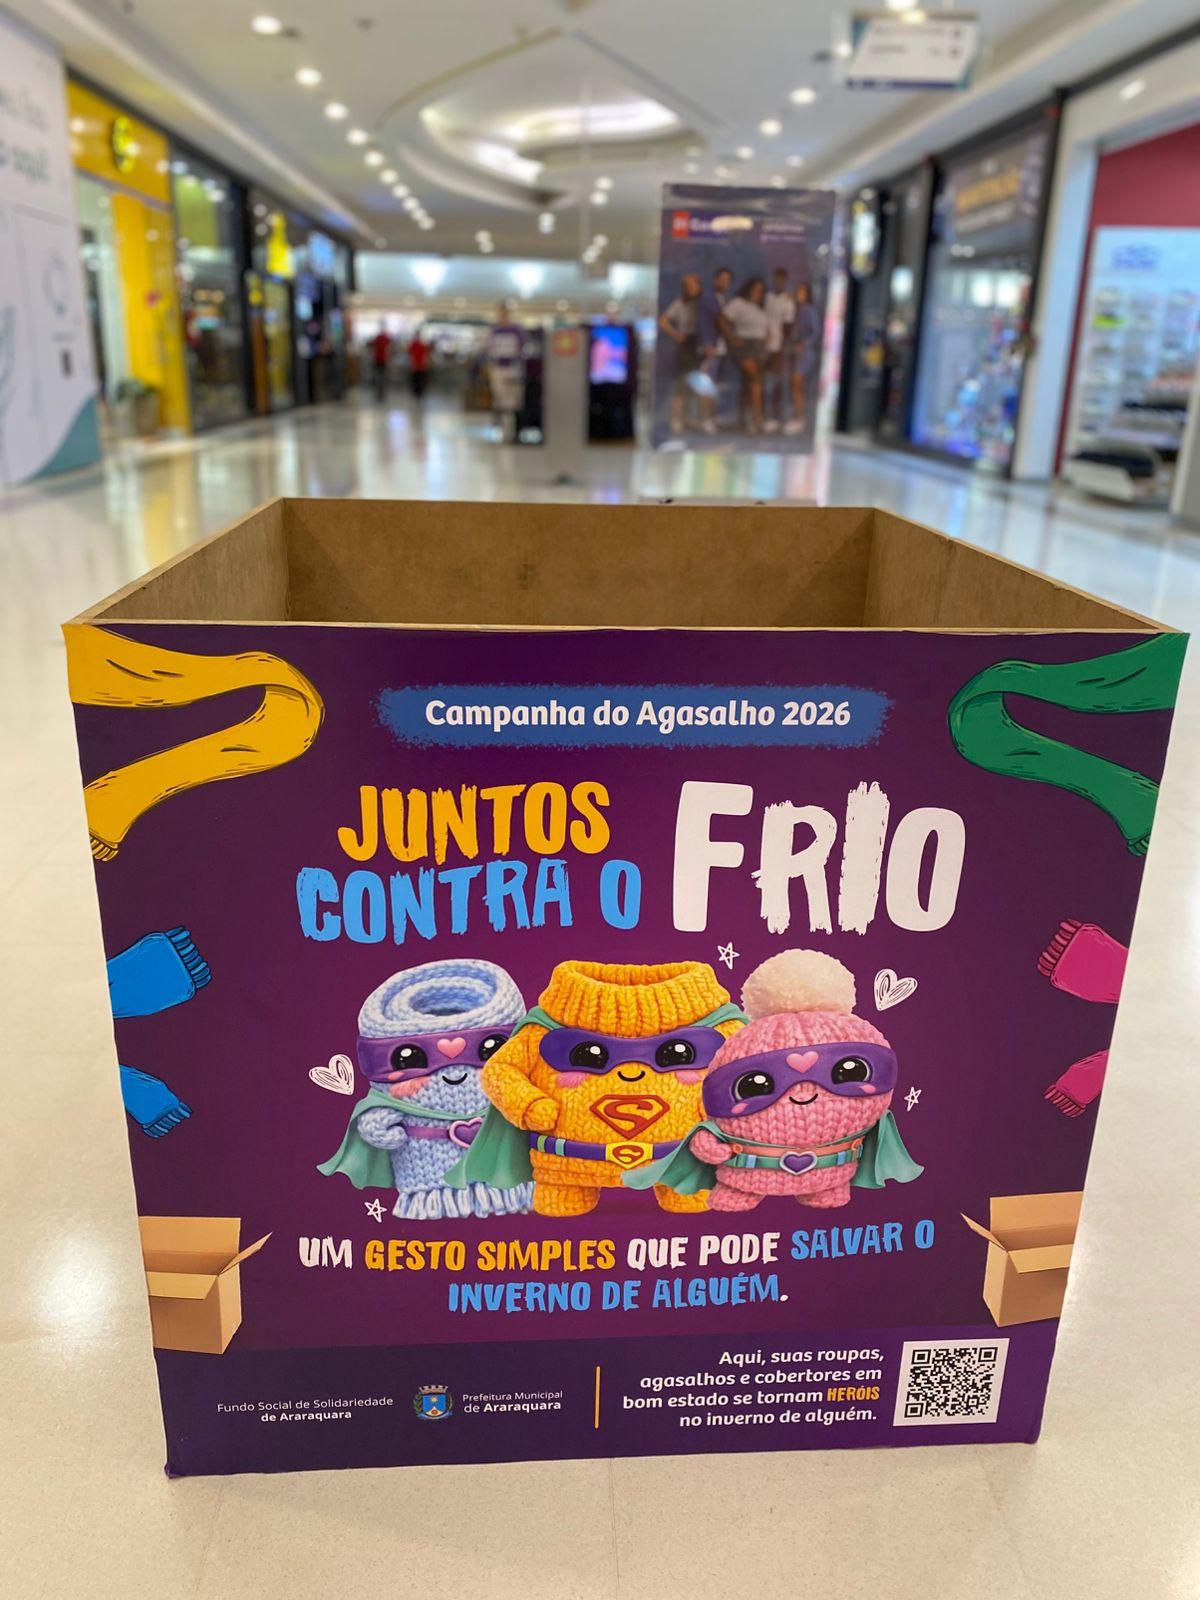 Campanha do Agasalho 2026
JUNTOS
CONTRA O FRIO
UM GESTO SIMPLES QUE PODE SALVAR O
INVERNO DE ALGUÉM.
Fundo Social de Solidariedade
de Araraquara
Prefeitura Municipal
de Araraquara
Aqui, suas roupas,
agasalhos e cobertores em
bom estado se tornam HERÓIS
no inverno de alguém.